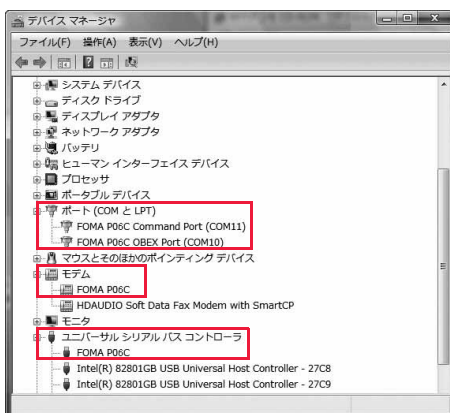 デバイス マネージャ
ファイル(F) 操作(A) 表示(V) ヘルプ(H)
システム デバイス
ディスク ドライブ
ディスプレイ アダプタ
ネットワーク アダプタ
バッテリ
ヒューマン インターフェイス デバイス
プロセッサ
ポータブル デバイス
ポート (COM と LPT)
FOMA P06C Command Port (COM11)
FOMA P06C OBEX Port (COM10)
マウスとそのほかのポインティング デバイス
モデム
FOMA P06C
HDAUDIO Soft Data Fax Modem with SmartCP
モニタ
ユニバーサル シリアル バス コントローラ
FOMA P06C
Intel(R) 82801GB USB Universal Host Controller - 27C8
Intel(R) 82801GB USB Universal Host Controller - 27C9